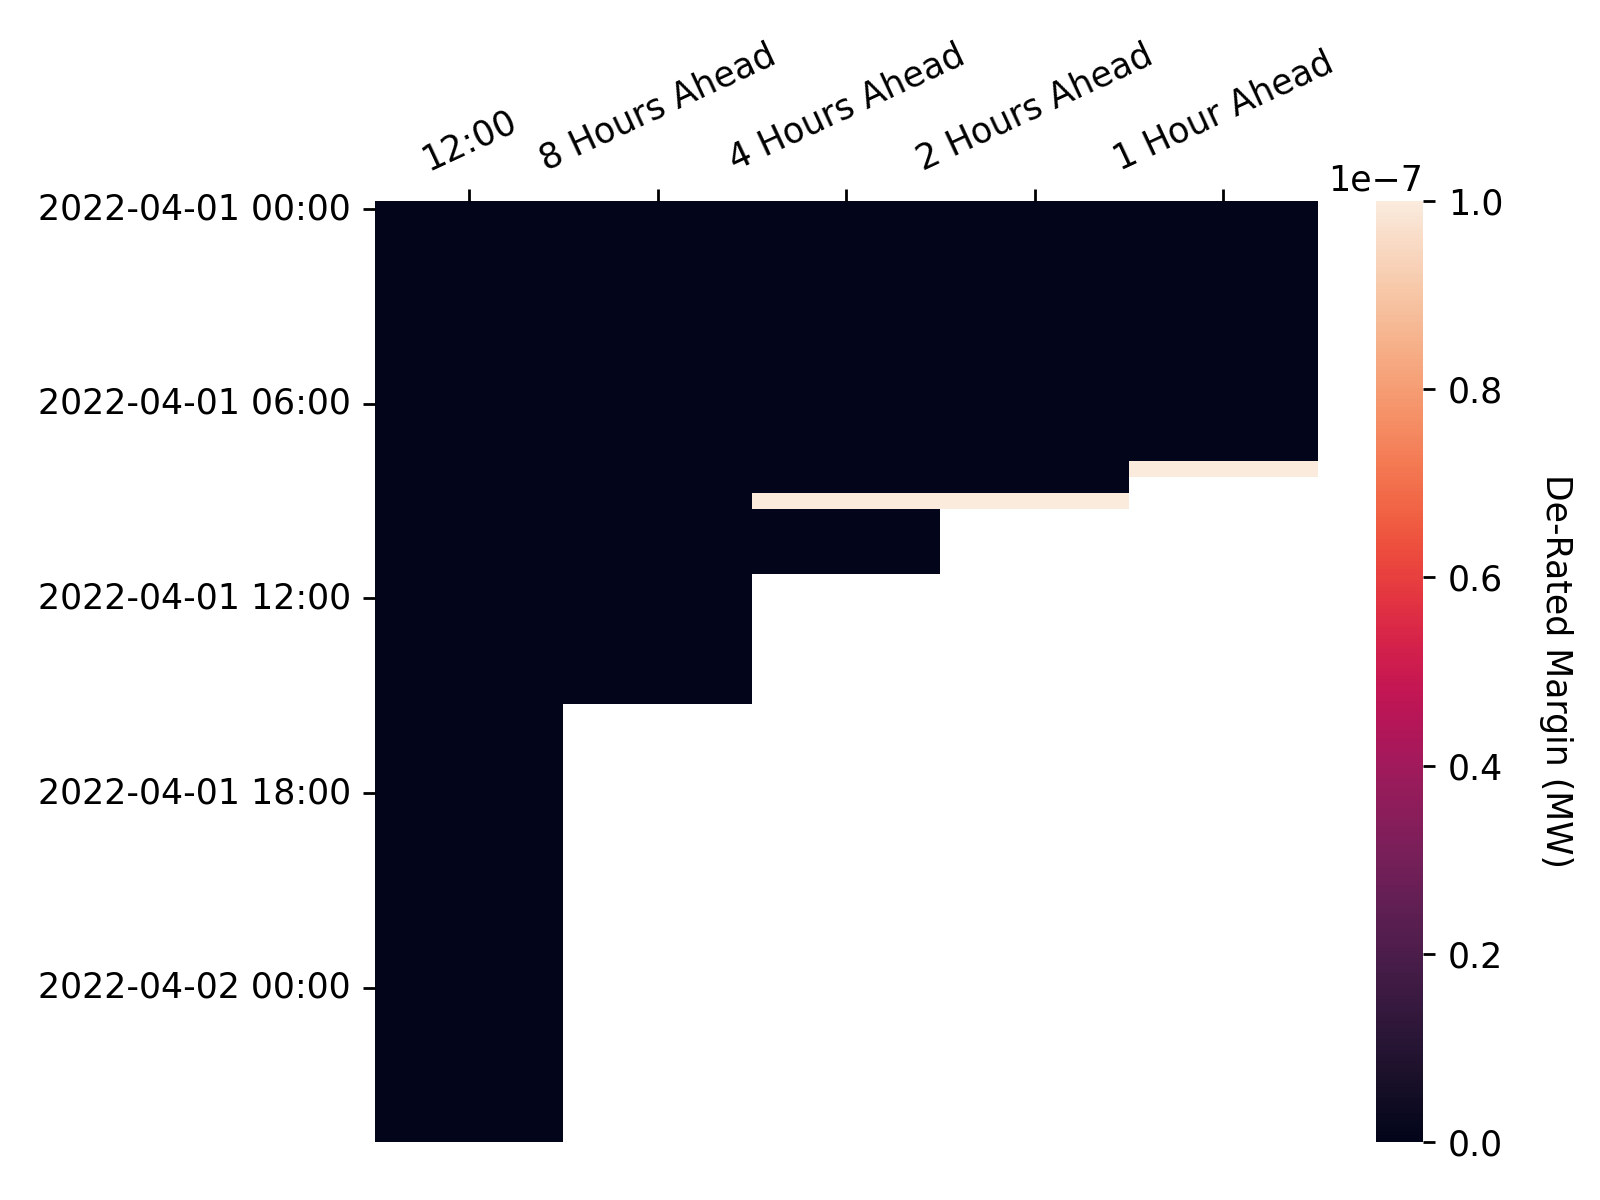 12:00
8 Hours Ahead
4 Hours Ahead
2 Hours Ahead
1 Hour Ahead
2022-04-01 00:00
2022-04-01 06:00
2022-04-01 12:00
2022-04-01 18:00
2022-04-02 00:00
1e−7
1.0
0.8
0.6
0.4
0.2
0.0
De-Rated Margin (MW)